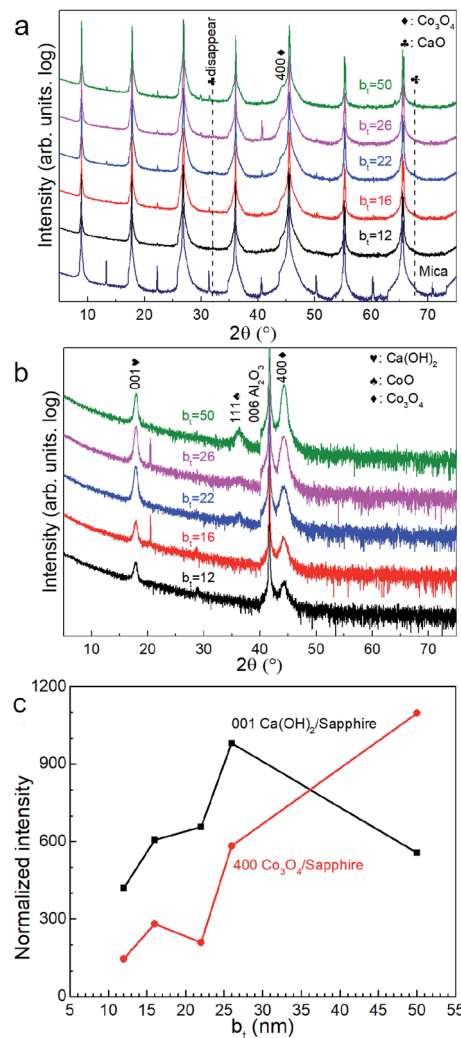 a
♦: Co₃O₄
♣: CaO
♣disappear
400 ♦
♣
bₜ=50
bₜ=26
bₜ=22
bₜ=16
bₜ=12
Mica
Intensity (arb. units. log)
10 20 30 40 50 60 70
2θ (°)
b
♥: Ca(OH)₂
♠: CoO
♦: Co₃O₄
001♥
111♠
006 Al₂O₃
400♦
bₜ=50
bₜ=26
bₜ=22
bₜ=16
bₜ=12
Intensity (arb. units. log)
10 20 30 40 50 60 70
2θ (°)
c
1200
900
600
300
0
001 Ca(OH)₂/Sapphire
400 Co₃O₄/Sapphire
Normalized intensity
5 10 15 20 25 30 35 40 45 50 55
bₜ (nm)